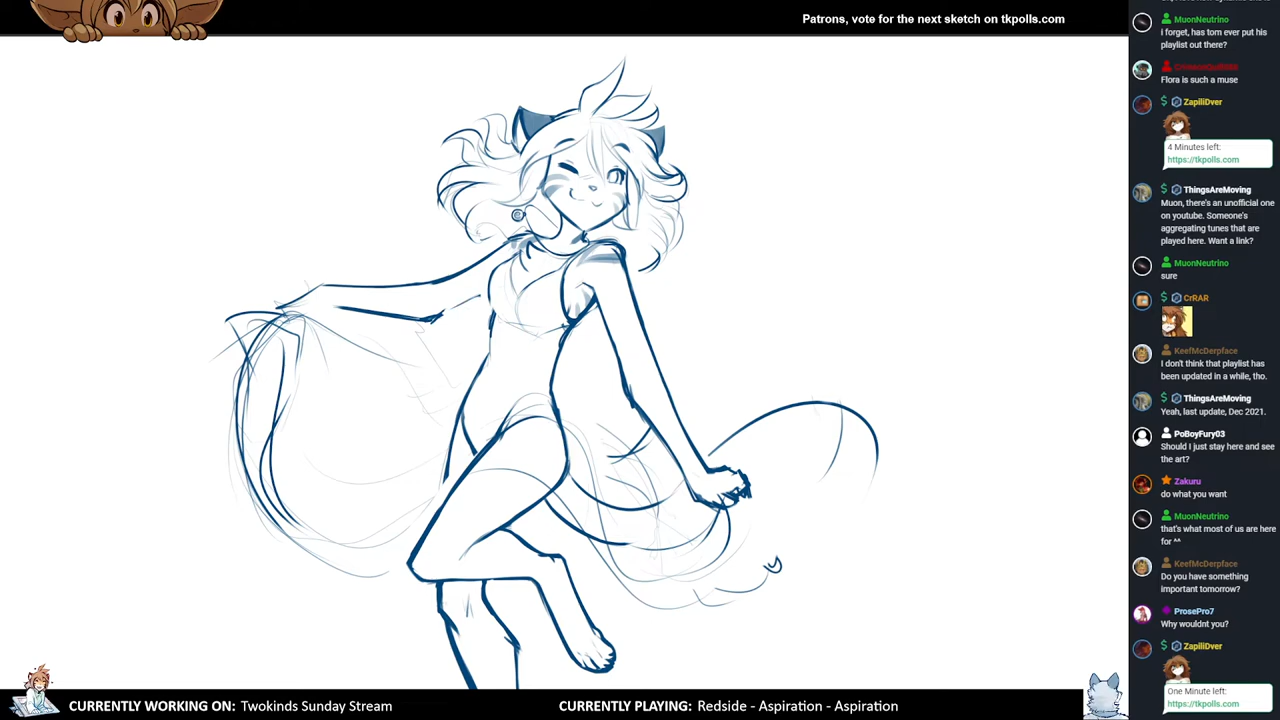 Patrons, vote for the next sketch on tkpolls.com
MuonNeutrino
i forget, has tom ever put his
playlist out there?
Flora is such a muse
$ ZapiliDver
4 Minutes left:
https://tkpolls.com
$ ThingsAreMoving
Muon, there's an unofficial one
on youtube. Someone's
aggregating tunes that are
played here. Want a link?
MuonNeutrino
sure
$ CrRAR
KeefMcDerpface
I don't think that playlist has
been updated in a while, tho.
$ ThingsAreMoving
Yeah, last update, Dec 2021.
PoBoyFury03
Should I just stay here and see
the art?
Zakuru
do what you want
MuonNeutrino
that's what most of us are here
for ^^
KeefMcDerpface
Do you have something
important tomorrow?
ProsePro7
Why wouldnt you?
$ ZapiliDver
One Minute left:
https://tkpolls.com
CURRENTLY WORKING ON: Twokinds Sunday Stream
CURRENTLY PLAYING: Redside - Aspiration - Aspiration